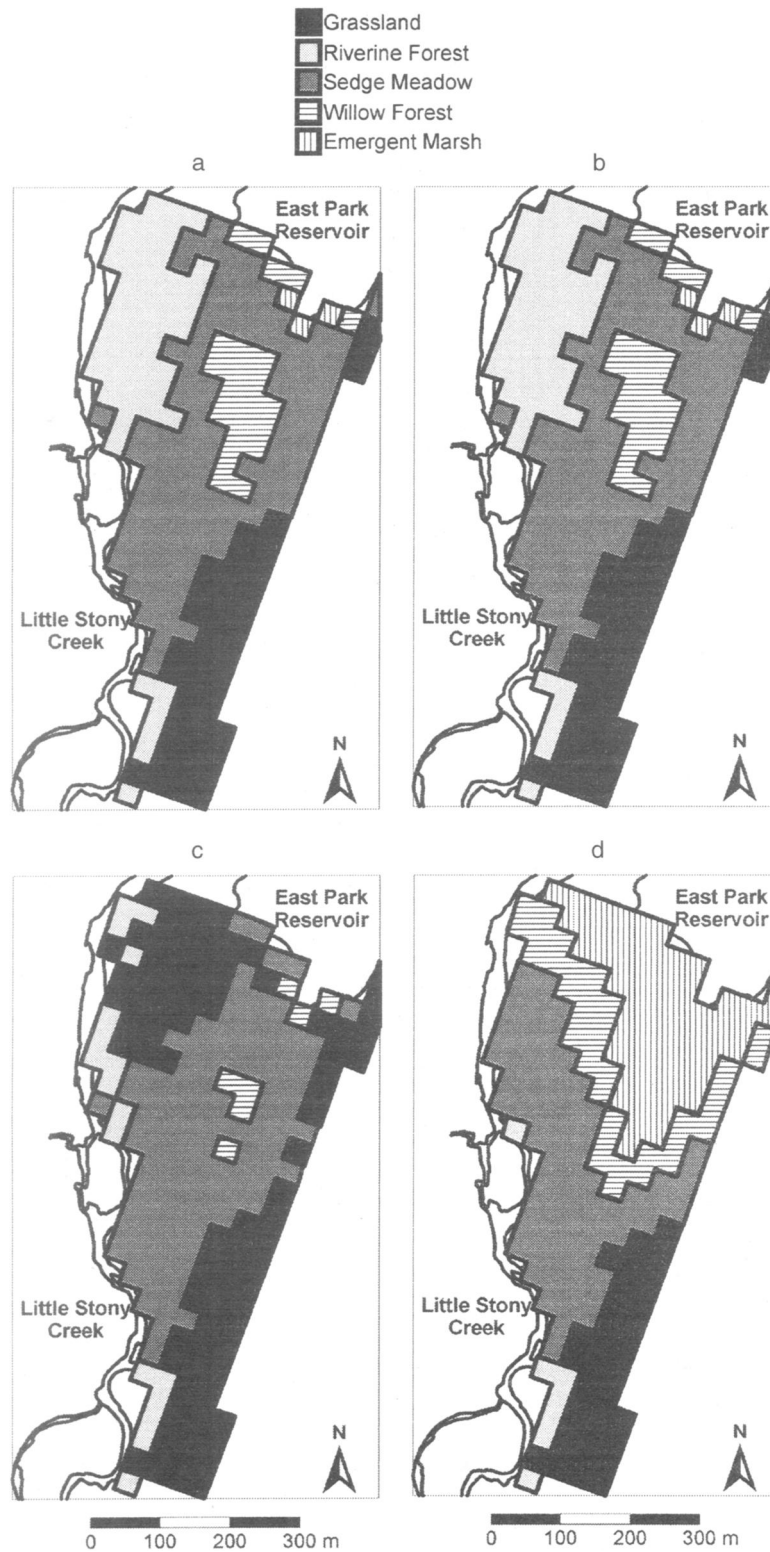 Grassland
Riverine Forest
Sedge Meadow
Willow Forest
Emergent Marsh
a
b
East Park
Reservoir
East Park
Reservoir
Little Stony
Creek
Little Stony
Creek
N
N
c
d
East Park
Reservoir
East Park
Reservoir
Little Stony
Creek
Little Stony
Creek
N
N
0 100 200 300 m
0 100 200 300 m